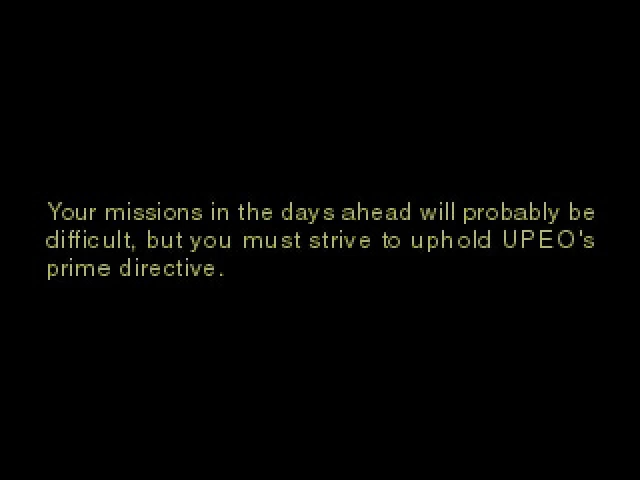 Your missions in the days ahead will probably be
difficult, but you must strive to uphold UPEO's
prime directive.